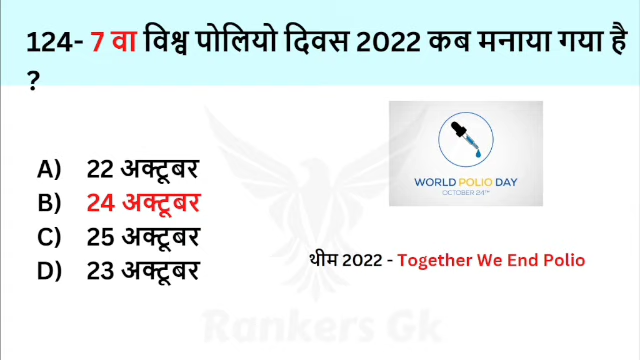 124- 7 वा विश्व पोलियो दिवस 2022 कब मनाया गया है
?
A) 22 अक्टूबर
B) 24 अक्टूबर
C) 25 अक्टूबर
D) 23 अक्टूबर
WORLD POLIO DAY
OCTOBER 24TH
थीम 2022 - Together We End Polio
Rankers Gk